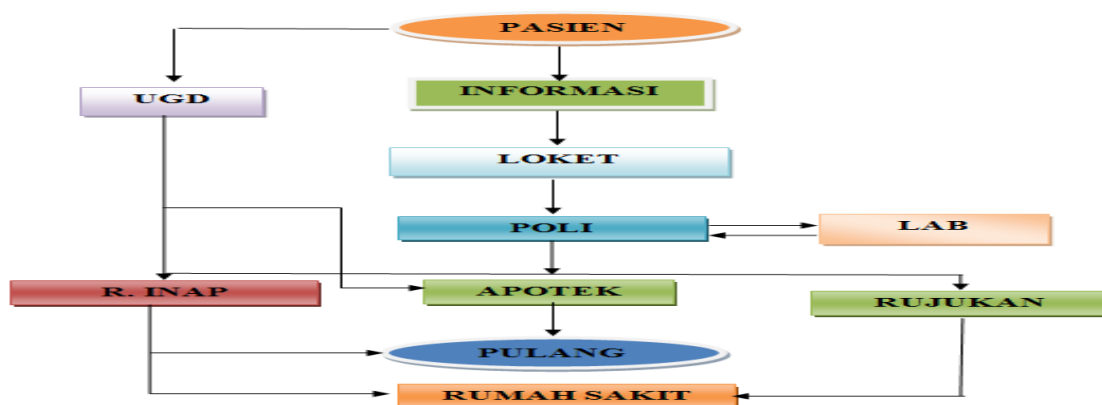 PASIEN
UGD
INFORMASI
LOKET
POLI
LAB
R. INAP
APOTEK
RUJUKAN
PULANG
RUMAH SAKIT